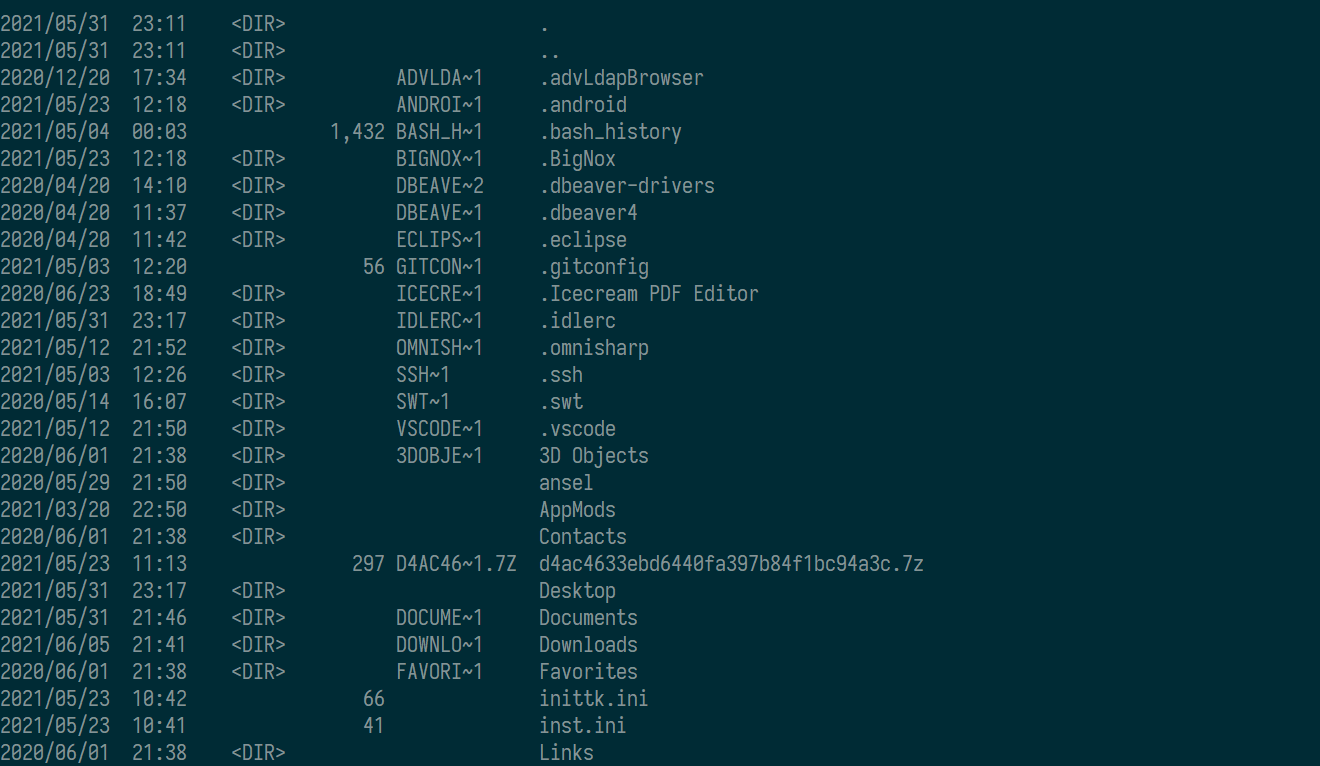 2021/05/31  23:11    <DIR>                       .
2021/05/31  23:11    <DIR>                       ..
2020/12/20  17:34    <DIR>          ADVLDA~1     .advLdapBrowser
2021/05/23  12:18    <DIR>          ANDROI~1     .android
2021/05/04  00:03             1,432 BASH_H~1     .bash_history
2021/05/23  12:18    <DIR>          BIGNOX~1     .BigNox
2020/04/20  14:10    <DIR>          DBEAVE~2     .dbeaver-drivers
2020/04/20  11:37    <DIR>          DBEAVE~1     .dbeaver4
2020/04/20  11:42    <DIR>          ECLIPS~1     .eclipse
2021/05/03  12:20                56 GITCON~1     .gitconfig
2020/06/23  18:49    <DIR>          ICECRE~1     .Icecream PDF Editor
2021/05/31  23:17    <DIR>          IDLERC~1     .idlerc
2021/05/12  21:52    <DIR>          OMNISH~1     .omnisharp
2021/05/03  12:26    <DIR>          SSH~1        .ssh
2020/05/14  16:07    <DIR>          SWT~1        .swt
2021/05/12  21:50    <DIR>          VSCODE~1     .vscode
2020/06/01  21:38    <DIR>          3DOBJE~1     3D Objects
2020/05/29  21:50    <DIR>                       ansel
2021/03/20  22:50    <DIR>                       AppMods
2020/06/01  21:38    <DIR>                       Contacts
2021/05/23  11:13               297 D4AC46~1.7Z  d4ac4633ebd6440fa397b84f1bc94a3c.7z
2021/05/31  23:17    <DIR>                       Desktop
2021/05/31  21:46    <DIR>          DOCUME~1     Documents
2021/06/05  21:41    <DIR>          DOWNLO~1     Downloads
2020/06/01  21:38    <DIR>          FAVORI~1     Favorites
2021/05/23  10:42                66              inittk.ini
2021/05/23  10:41                41              inst.ini
2020/06/01  21:38    <DIR>                       Links